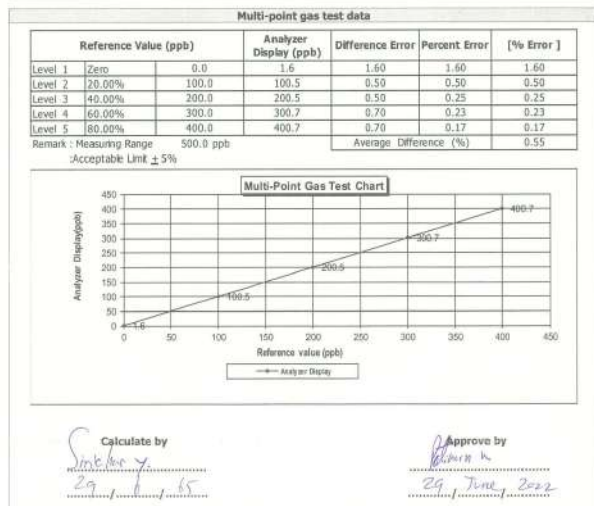 Multi-point gas test data
Reference Value (ppb) Analyzer Display (ppb) Difference Error Percent Error [% Error ]
Level 1 Zero 0.0 1.6 1.60 1.60 1.60
Level 2 20.00% 100.0 100.5 0.50 0.50 0.50
Level 3 40.00% 200.0 200.5 0.50 0.25 0.25
Level 4 60.00% 300.0 300.7 0.70 0.23 0.23
Level 5 80.00% 400.0 400.7 0.70 0.17 0.17
Remark : Measuring Range 500.0 ppb Average Difference (%) 0.55
:Acceptable Limit ± 5%
Multi-Point Gas Test Chart
Analyzer Display(ppb)
450
400
350
300
250
200
150
100
50
0
400.7
300.7
200.5
100.5
1.6
0 50 100 150 200 250 300 350 400 450
Reference value (ppb)
Analyzer Display
Calculate by Approve by
29 / 6 / 65 29 / June / 2022